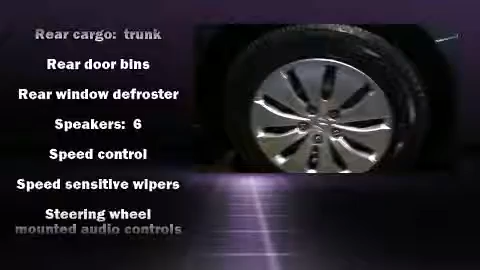 Rear cargo: trunk
Rear door bins
Rear window defroster
Speakers: 6
Speed control
Speed sensitive wipers
Steering wheel
mounted audio controls